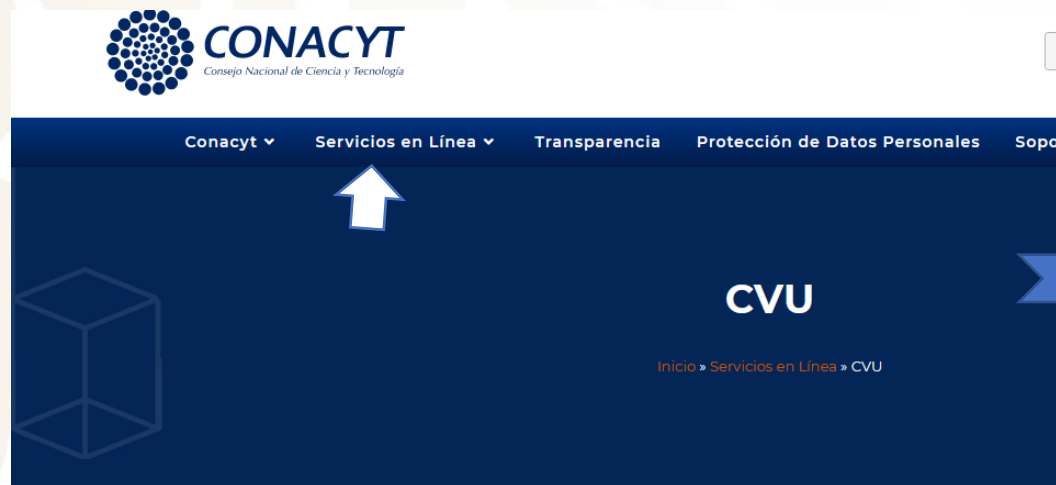 CONACYT
Consejo Nacional de Ciencia y Tecnología
Conacyt Servicios en Línea Transparencia Protección de Datos Personales Sopo
CVU
Inicio » Servicios en Línea » CVU